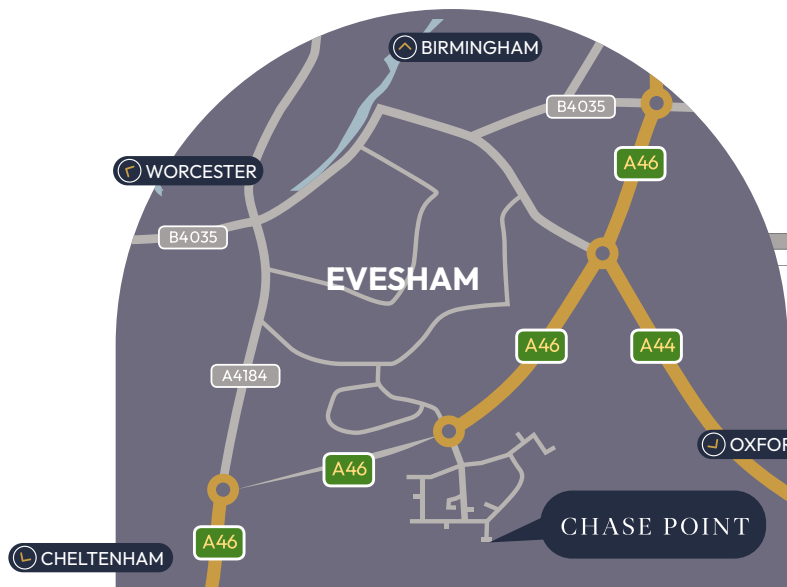 BIRMINGHAM
B4035
A46
WORCESTER
B4035
EVESHAM
A46
A44
A4184
OXFOR
A46
CHASE POINT
A46
CHELTENHAM